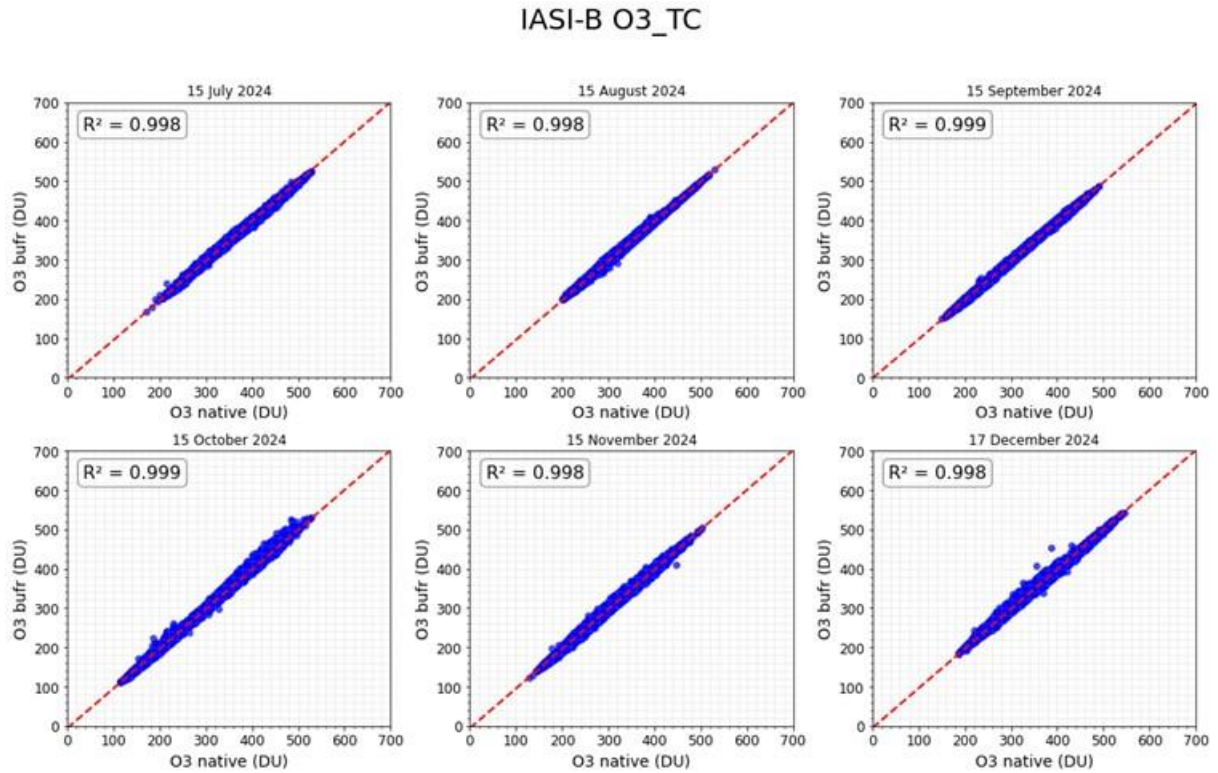 IASI-B O3_TC
15 July 2024
15 August 2024
15 September 2024
R² = 0.998
R² = 0.998
R² = 0.999
700
600
500
400
300
200
100
0
O3 bufr (DU)
0 100 200 300 400 500 600 700
O3 native (DU)
700
600
500
400
300
200
100
0
O3 bufr (DU)
0 100 200 300 400 500 600 700
O3 native (DU)
700
600
500
400
300
200
100
0
O3 bufr (DU)
0 100 200 300 400 500 600 700
O3 native (DU)
15 October 2024
15 November 2024
17 December 2024
R² = 0.999
R² = 0.998
R² = 0.998
700
600
500
400
300
200
100
0
O3 bufr (DU)
0 100 200 300 400 500 600 700
O3 native (DU)
700
600
500
400
300
200
100
0
O3 bufr (DU)
0 100 200 300 400 500 600 700
O3 native (DU)
700
600
500
400
300
200
100
0
O3 bufr (DU)
0 100 200 300 400 500 600 700
O3 native (DU)